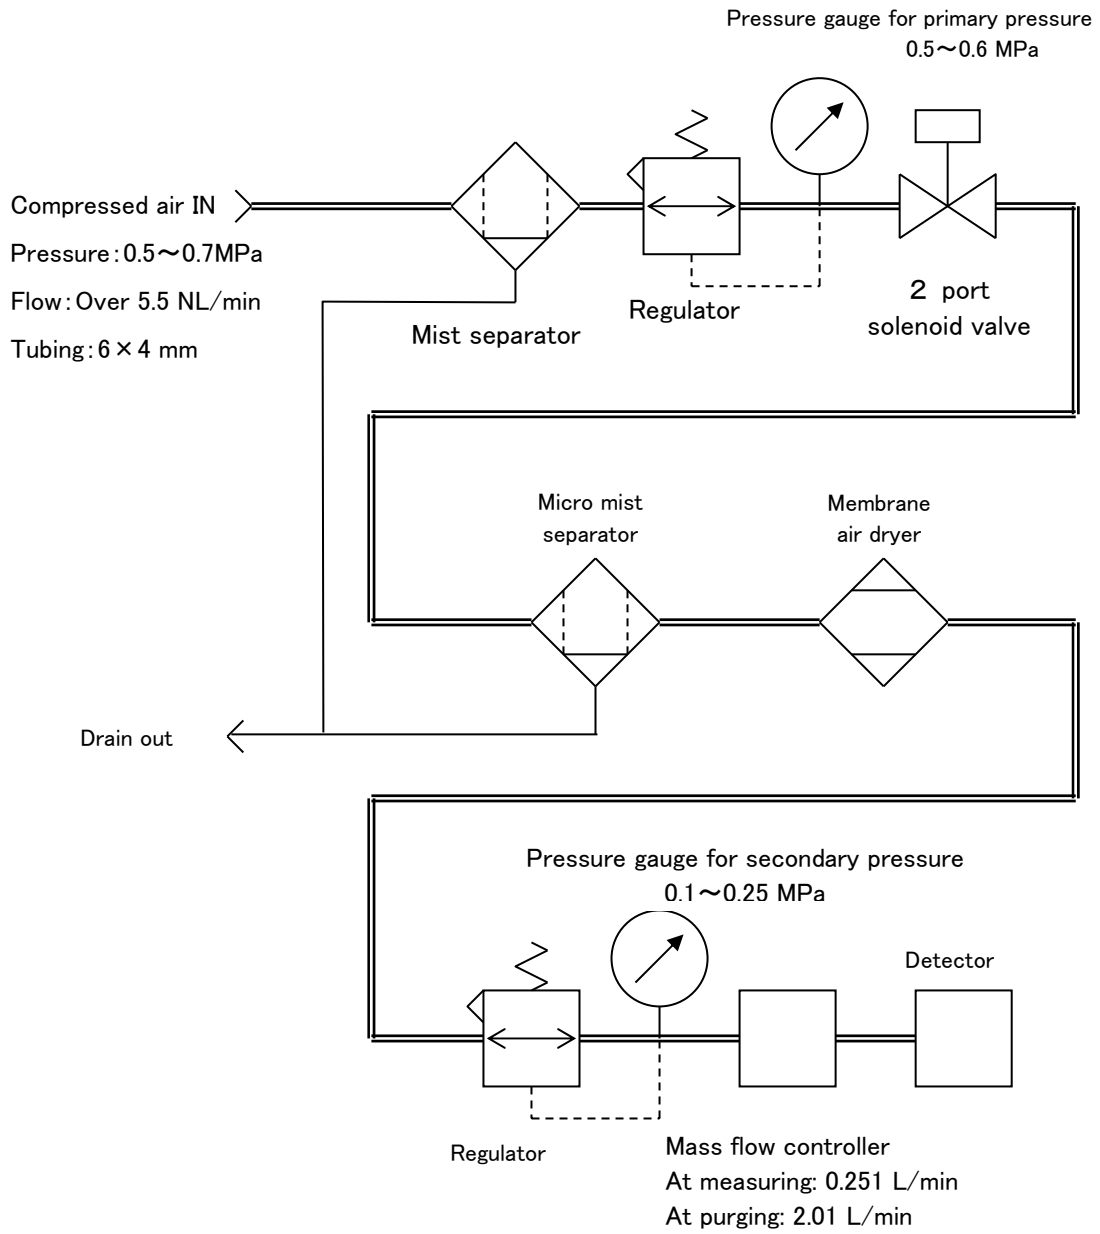 Pressure gauge for primary pressure
0.5～0.6 MPa
Compressed air IN
Pressure：0.5～0.7MPa
Flow：Over 5.5 NL/min
Tubing：6×4 mm
Mist separator
Regulator
２ port
solenoid valve
Micro mist
separator
Membrane
air dryer
Drain out
Pressure gauge for secondary pressure
0.1～0.25 MPa
Detector
Regulator
Mass flow controller
At measuring: 0.251 L/min
At purging: 2.01 L/min